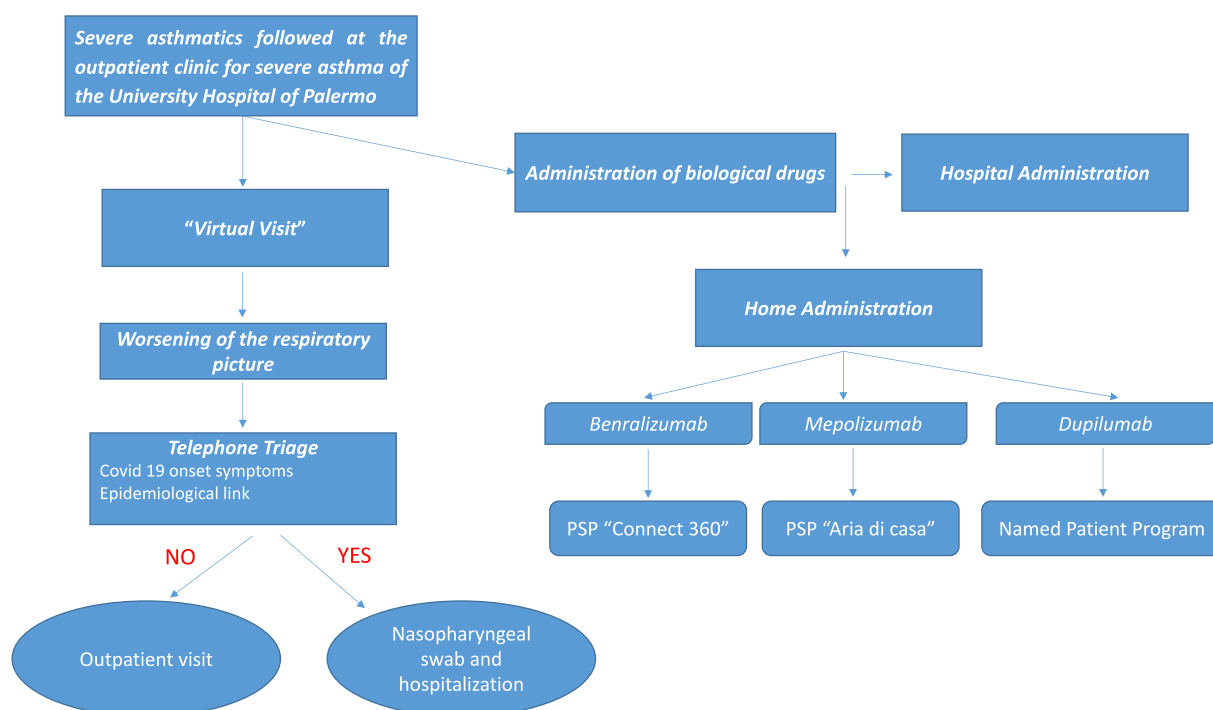 Severe asthmatics followed at the
outpatient clinic for severe asthma of
the University Hospital of Palermo
Administration of biological drugs
Hospital Administration
“Virtual Visit”
Home Administration
Worsening of the respiratory
picture
Benralizumab
Mepolizumab
Dupilumab
Telephone Triage
Covid 19 onset symptoms
Epidemiological link
PSP “Connect 360”
PSP “Aria di casa”
Named Patient Program
NO
YES
Outpatient visit
Nasopharyngeal
swab and
hospitalization